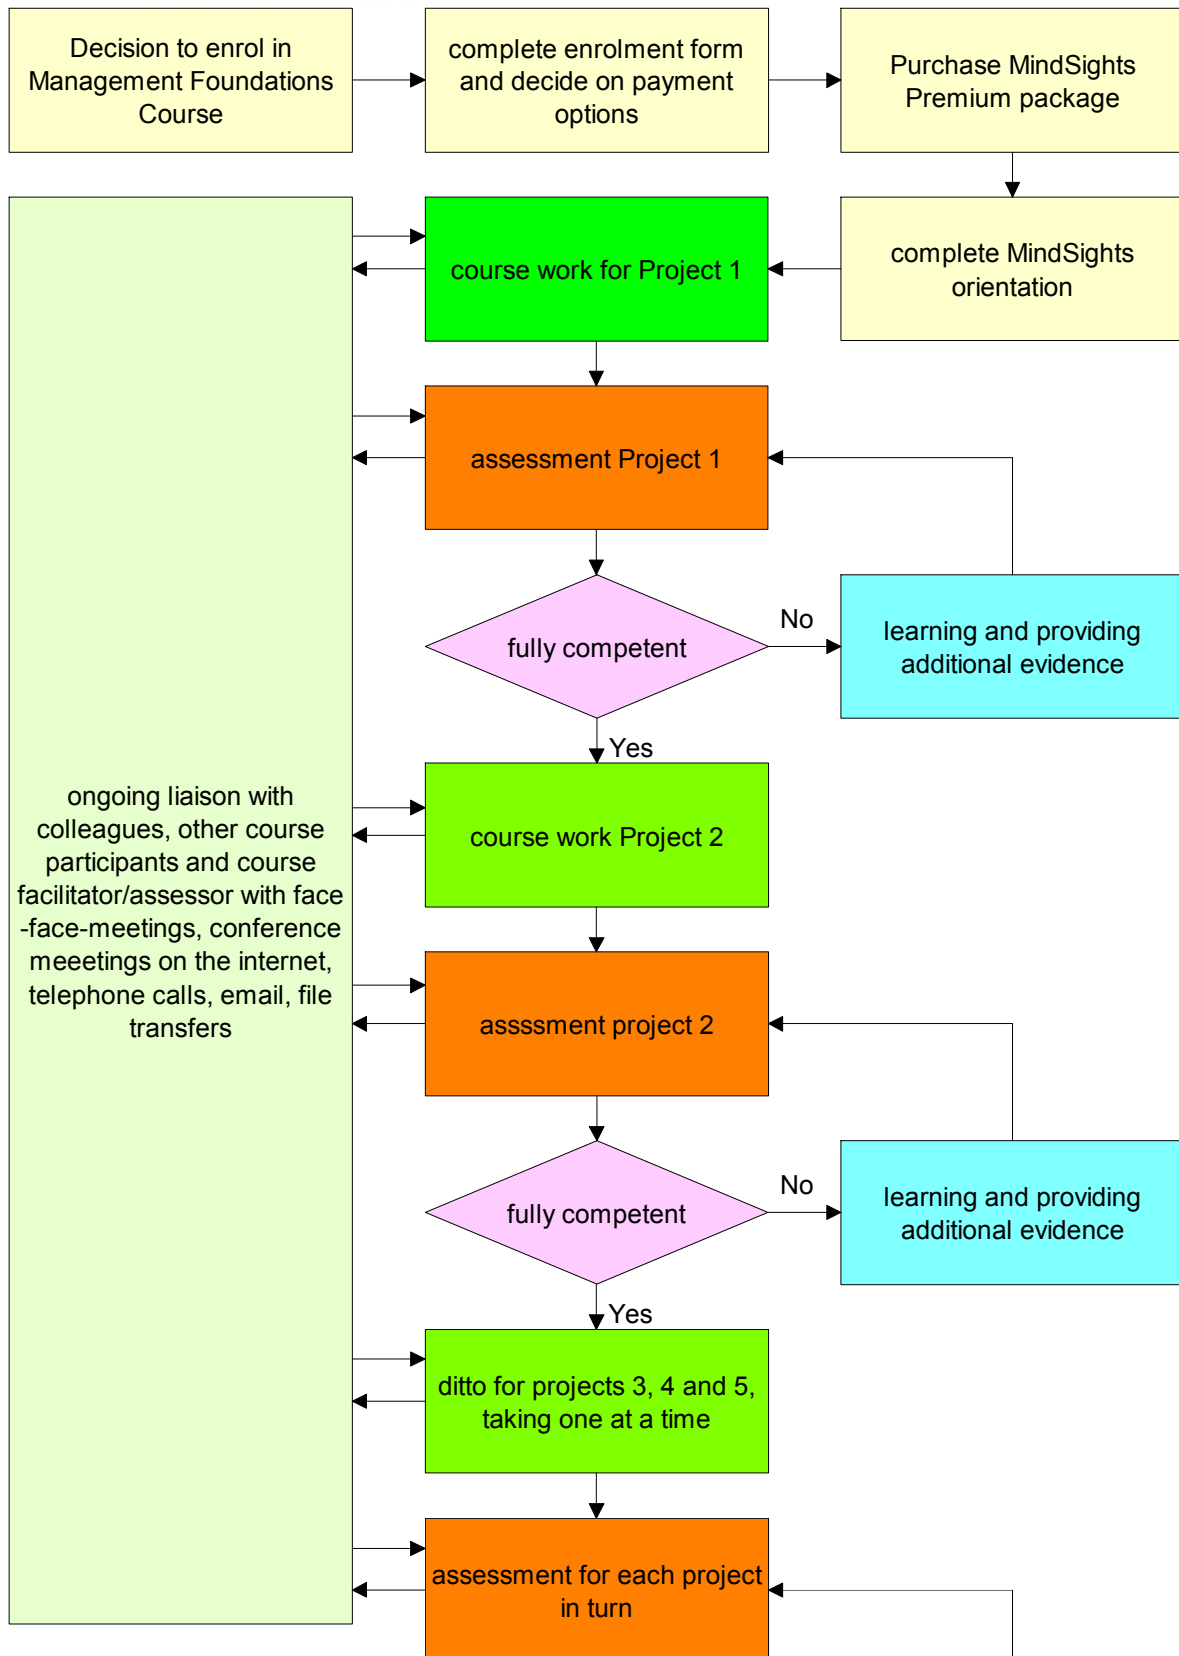 Decision to enrol in
Management Foundations
Course
complete enrolment form
and decide on payment
options
Purchase MindSights
Premium package
complete MindSights
orientation
course work for Project 1
assessment Project 1
fully competent
No
learning and providing
additional evidence
Yes
course work Project 2
ongoing liaison with
colleagues, other course
participants and course
facilitator/assessor with face
-face-meetings, conference
meeetings on the internet,
telephone calls, email, file
transfers
asssssment project 2
fully competent
No
learning and providing
additional evidence
Yes
ditto for projects 3, 4 and 5,
taking one at a time
assessment for each project
in turn